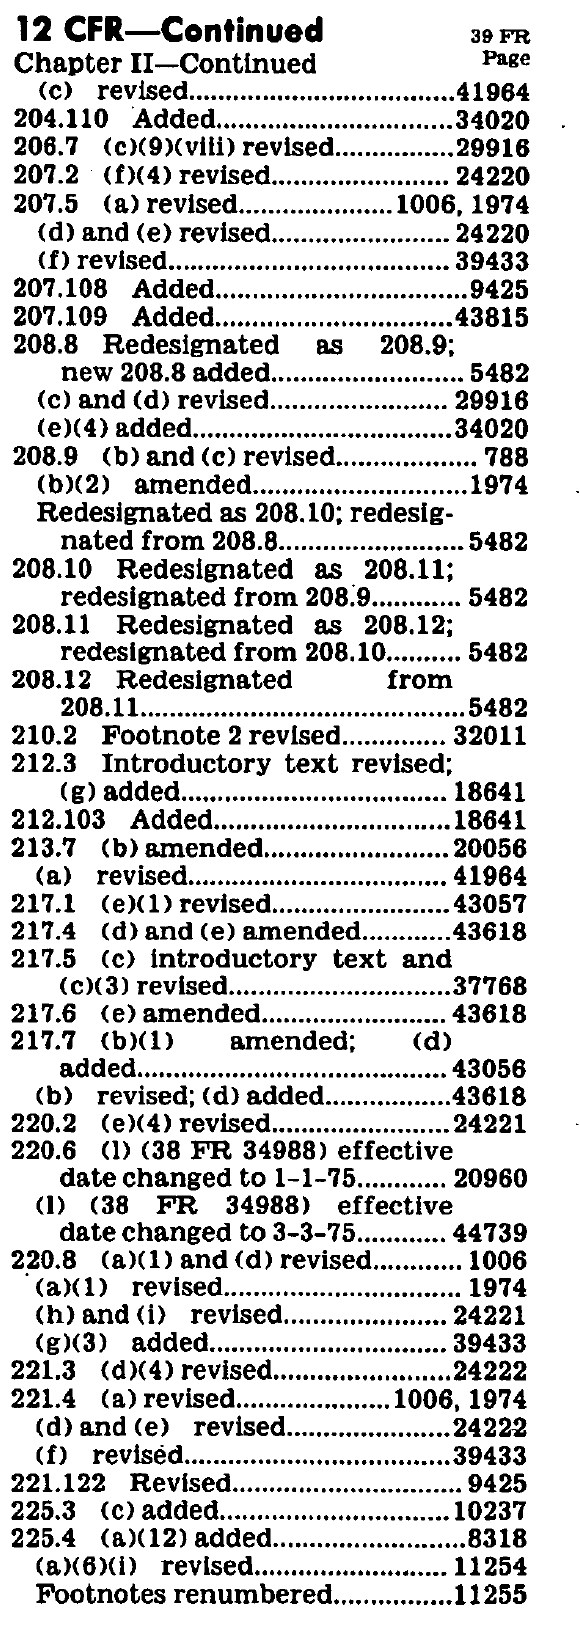 12 CFR—Continued
39 FR
Chapter II—Continued
Page
(c) revised....................................41964
204.110 Added................................34020
206.7 (c)(9)(viii) revised................29916
207.2 (f)(4) revised........................ 24220
207.5 (a) revised.....................1006, 1974
(d) and (e) revised........................ 24220
(f) revised...................................... 39433
207.108 Added..................................9425
207.109 Added................................43815
208.8 Redesignated as 208.9;
new 208.8 added.......................... 5482
(c) and (d) revised........................ 29916
(e)(4) added...................................34020
208.9 (b) and (c) revised................... 788
(b)(2) amended.............................1974
Redesignated as 208.10; redesig-
nated from 208.8......................... 5482
208.10 Redesignated as 208.11;
redesignated from 208.9............ 5482
208.11 Redesignated as 208.12;
redesignated from 208.10.......... 5482
208.12 Redesignated from
208.11............................................5482
210.2 Footnote 2 revised.............. 32011
212.3 Introductory text revised;
(g) added.................................... 18641
212.103 Added................................18641
213.7 (b) amended.........................20056
(a) revised................................... 41964
217.1 (e)(1) revised........................43057
217.4 (d) and (e) amended............43618
217.5 (c) introductory text and
(c)(3) revised..............................37768
217.6 (e) amended......................... 43618
217.7 (b)(1) amended; (d)
added.......................................... 43056
(b) revised; (d) added.................43618
220.2 (e)(4) revised........................24221
220.6 (l) (38 FR 34988) effective
date changed to 1-1-75............ 20960
(l) (38 FR 34988) effective
date changed to 3-3-75............ 44739
220.8 (a)(1) and (d) revised............ 1006
(a)(1) revised................................ 1974
(h) and (i) revised...................... 24221
(g)(3) added................................ 39433
221.3 (d)(4) revised........................24222
221.4 (a) revised.....................1006, 1974
(d) and (e) revised......................24222
(f) revised....................................39433
221.122 Revised............................... 9425
225.3 (c) added...............................10237
225.4 (a)(12) added..........................8318
(a)(6)(i) revised...........................11254
Footnotes renumbered................11255